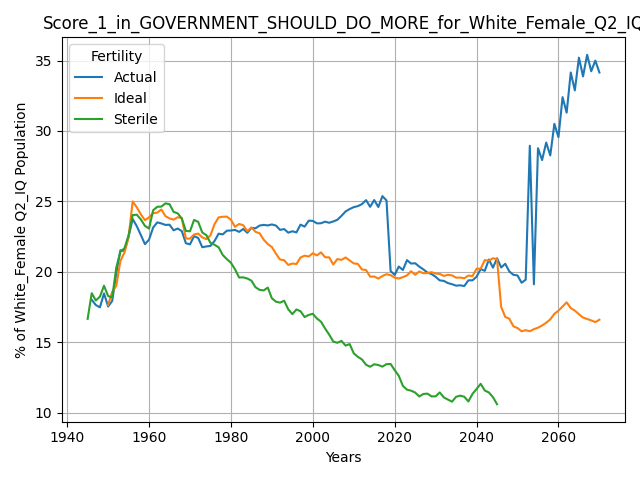 Score_1_in_GOVERNMENT_SHOULD_DO_MORE_for_White_Female_Q2_IQ
Fertility
Actual
Ideal
Sterile
% of White_Female Q2_IQ Population
35
30
25
20
15
10
1940 1960 1980 2000 2020 2040 2060
Years